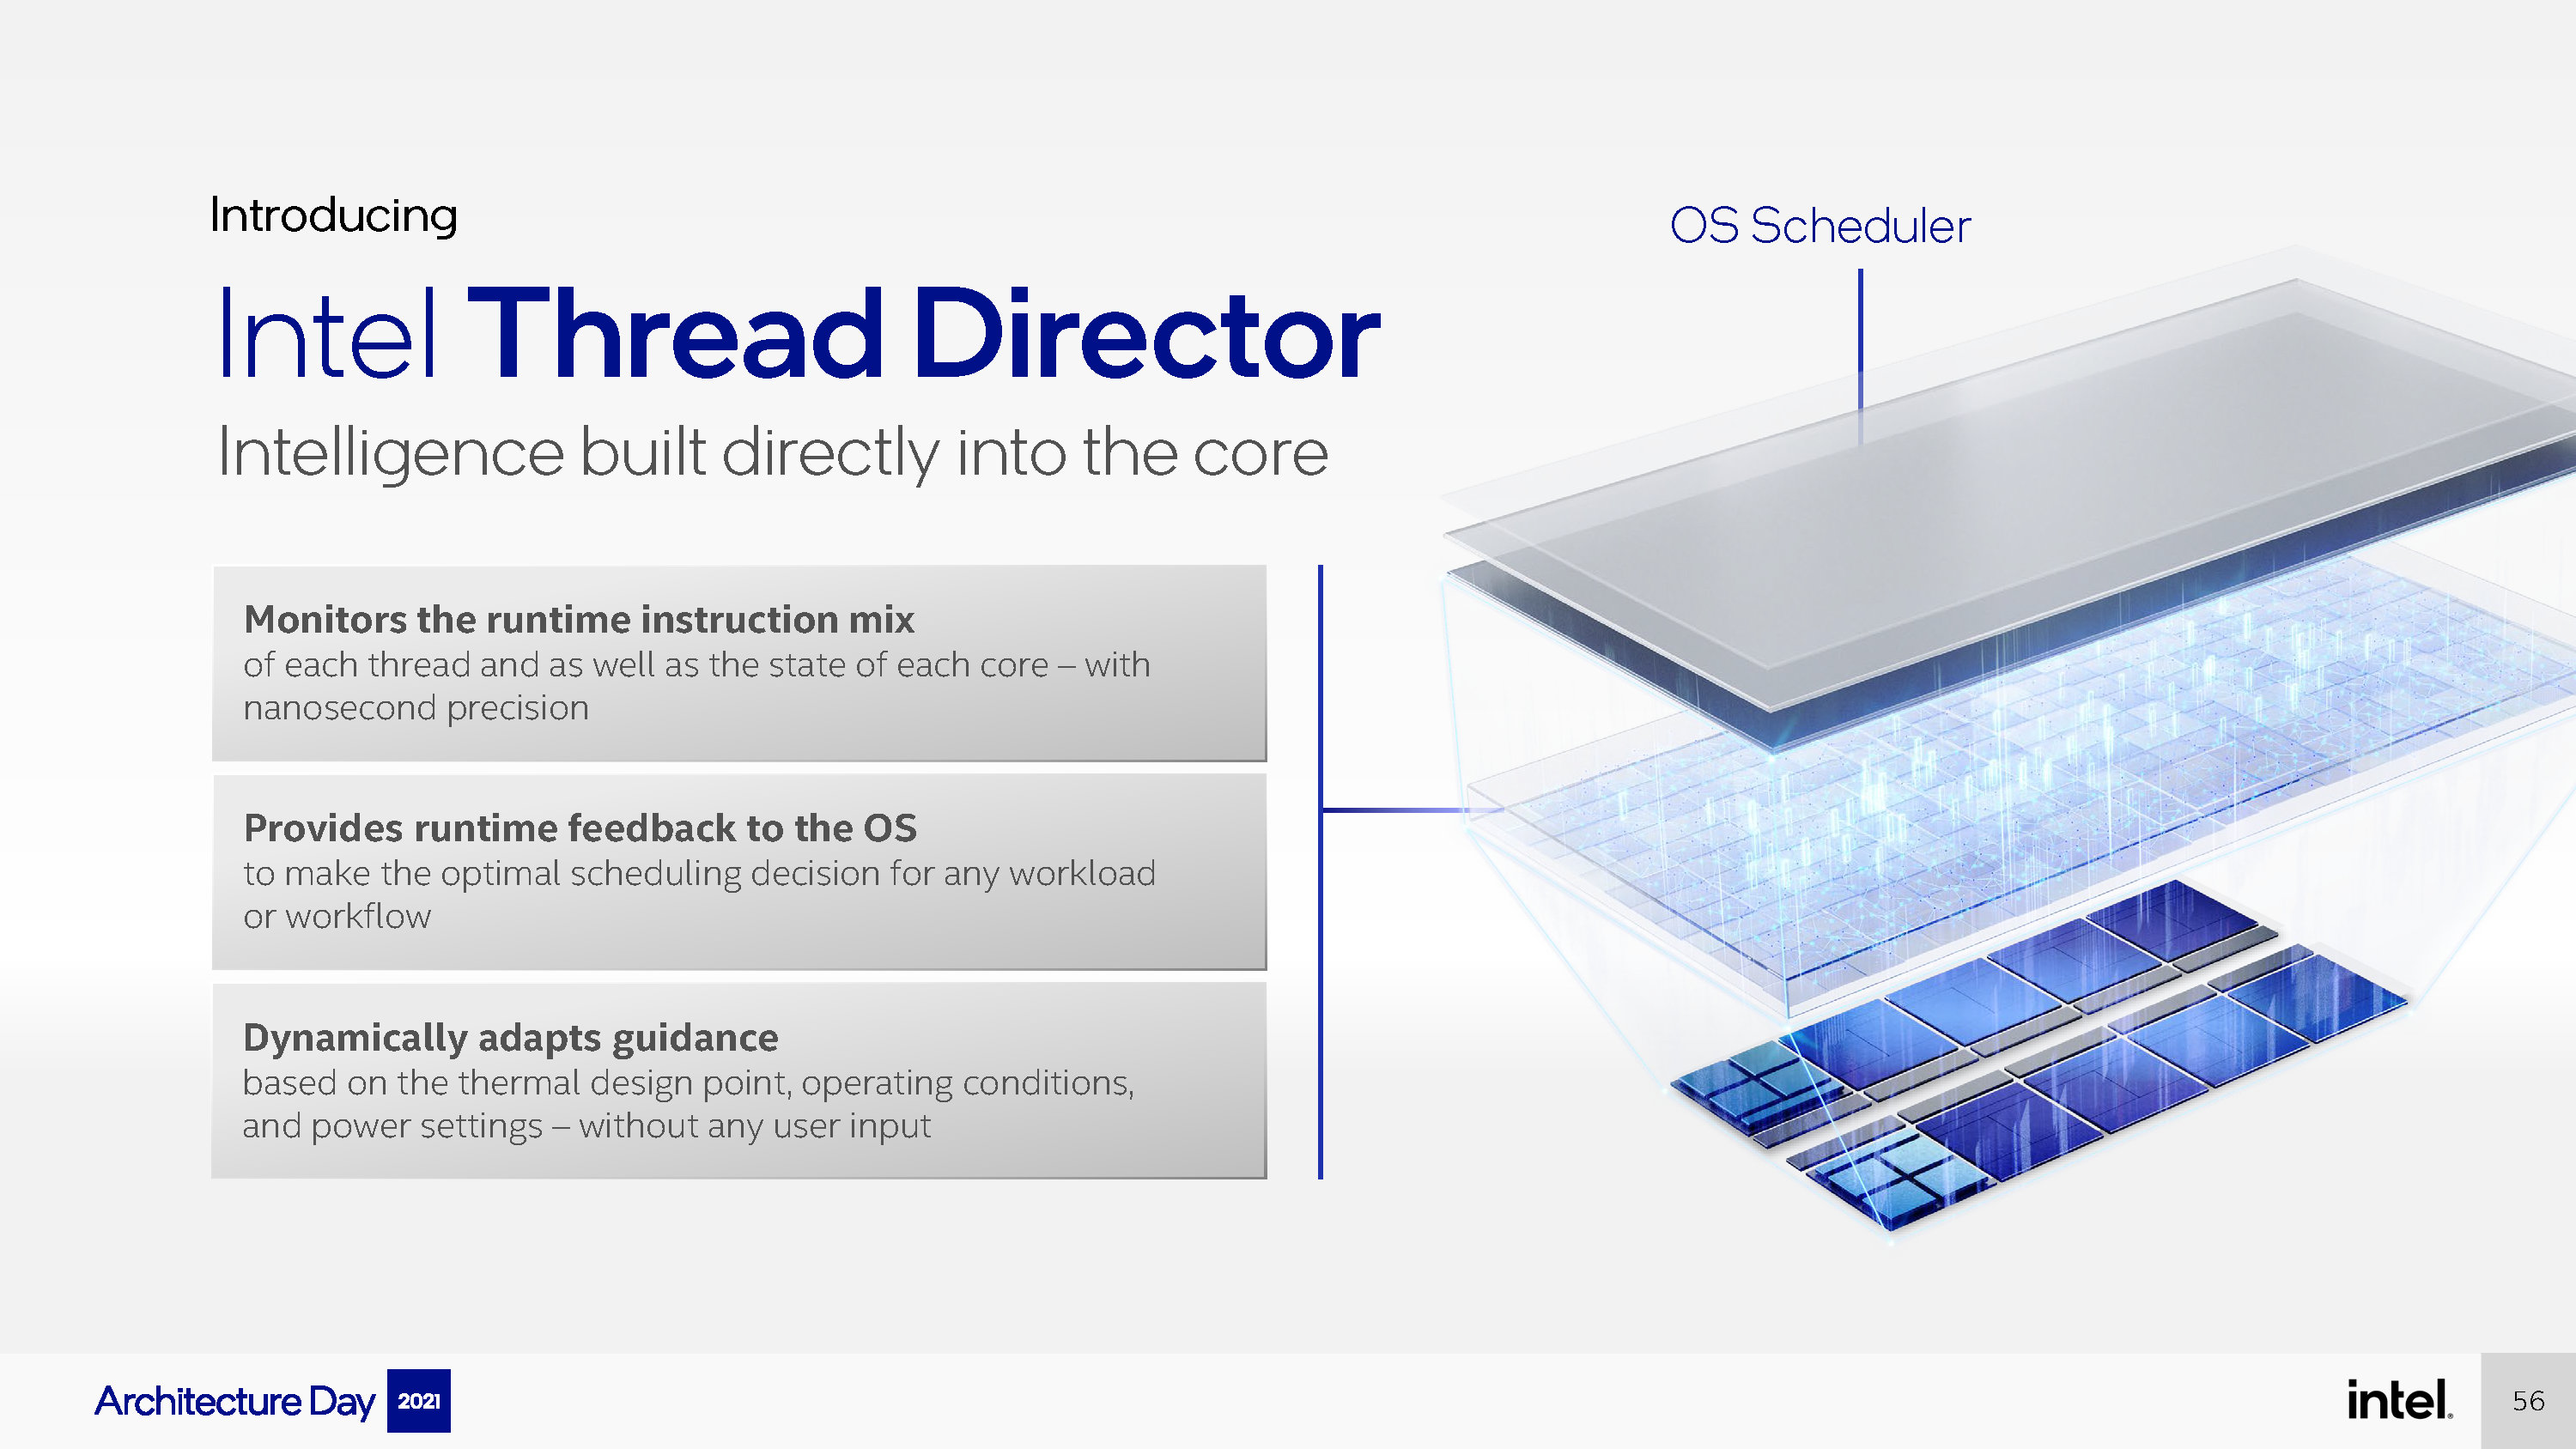 Introducing
Intel Thread Director
Intelligence built directly into the core
OS Scheduler
Monitors the runtime instruction mix
of each thread and as well as the state of each core – with
nanosecond precision
Provides runtime feedback to the OS
to make the optimal scheduling decision for any workload
or workflow
Dynamically adapts guidance
based on the thermal design point, operating conditions,
and power settings – without any user input
Architecture Day 2021
intel®
56